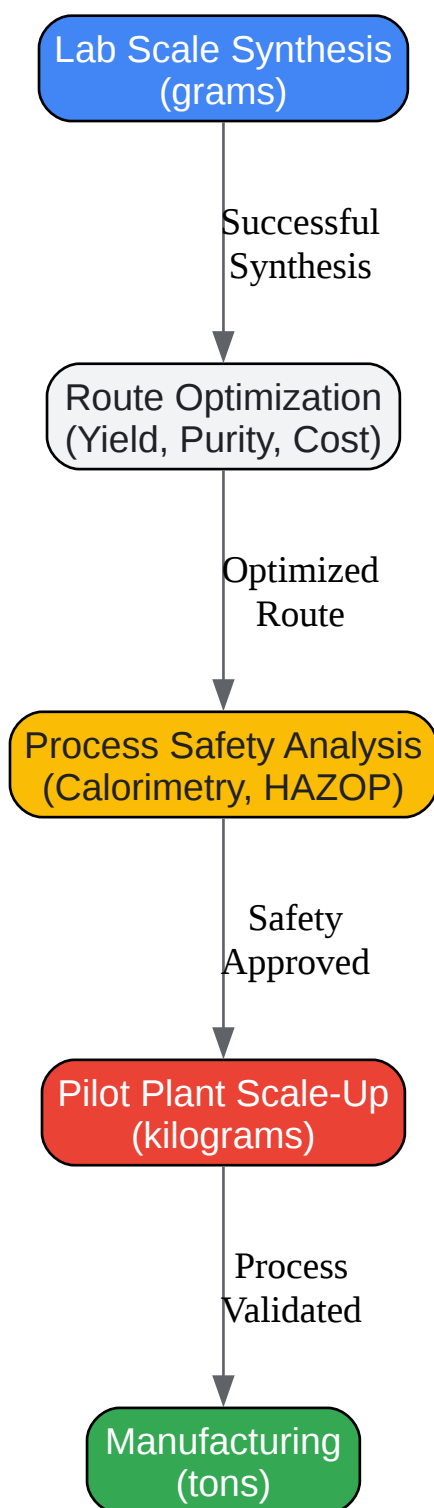 Lab Scale Synthesis
(grams)
Successful
Synthesis
Route Optimization
(Yield, Purity, Cost)
Optimized
Route
Process Safety Analysis
(Calorimetry, HAZOP)
Safety
Approved
Pilot Plant Scale-Up
(kilograms)
Process
Validated
Manufacturing
(tons)